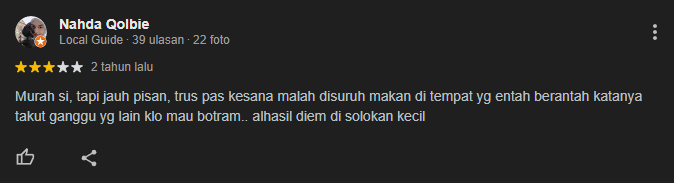 Nahda Qolbie
Local Guide · 39 ulasan · 22 foto
2 tahun lalu
Murah si, tapi jauh pisan, trus pas kesana malah disuruh makan di tempat yg entah berantah katanya
takut ganggu yg lain klo mau botram.. alhasil diem di solokan kecil